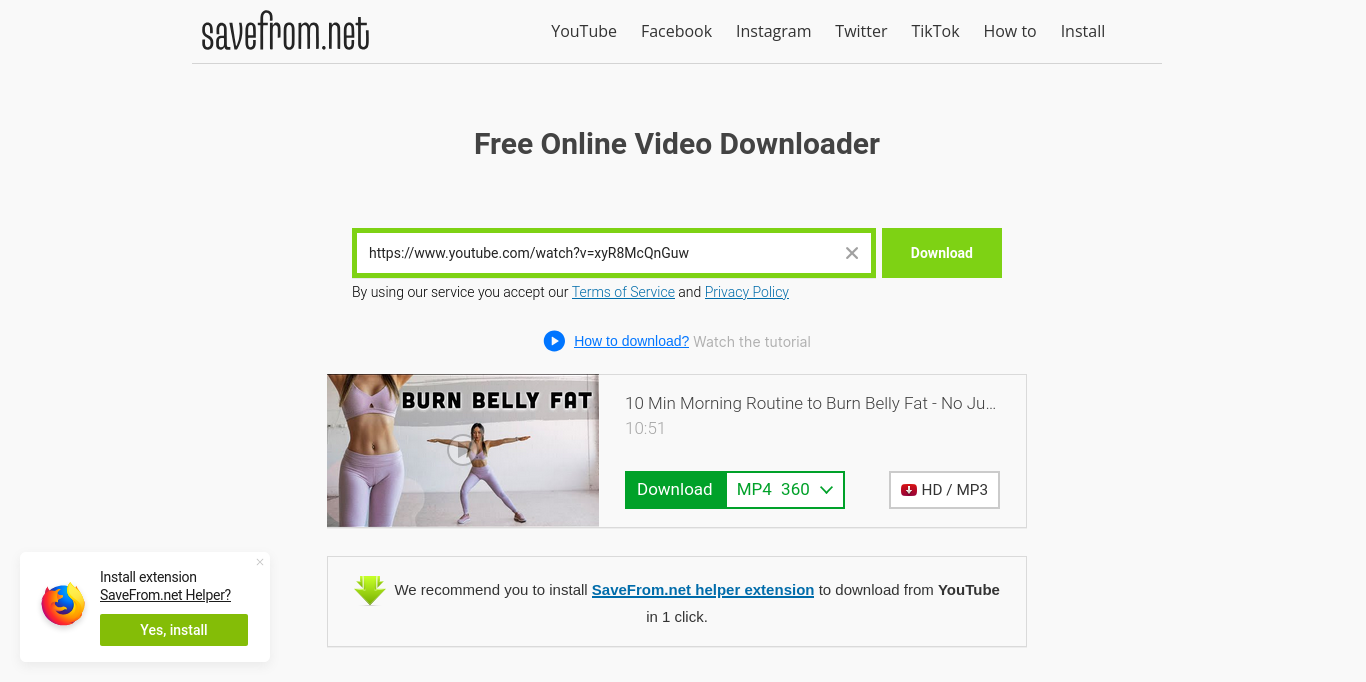 savefrom.net
YouTube Facebook Instagram Twitter TikTok How to Install
Free Online Video Downloader
https://www.youtube.com/watch?v=xyR8McQnGuw
Download
By using our service you accept our Terms of Service and Privacy Policy
How to download? Watch the tutorial
BURN BELLY FAT
10 Min Morning Routine to Burn Belly Fat - No Ju...
10:51
Download MP4 360
HD / MP3
We recommend you to install SaveFrom.net helper extension to download from YouTube
in 1 click.
Install extension
SaveFrom.net Helper?
Yes, install